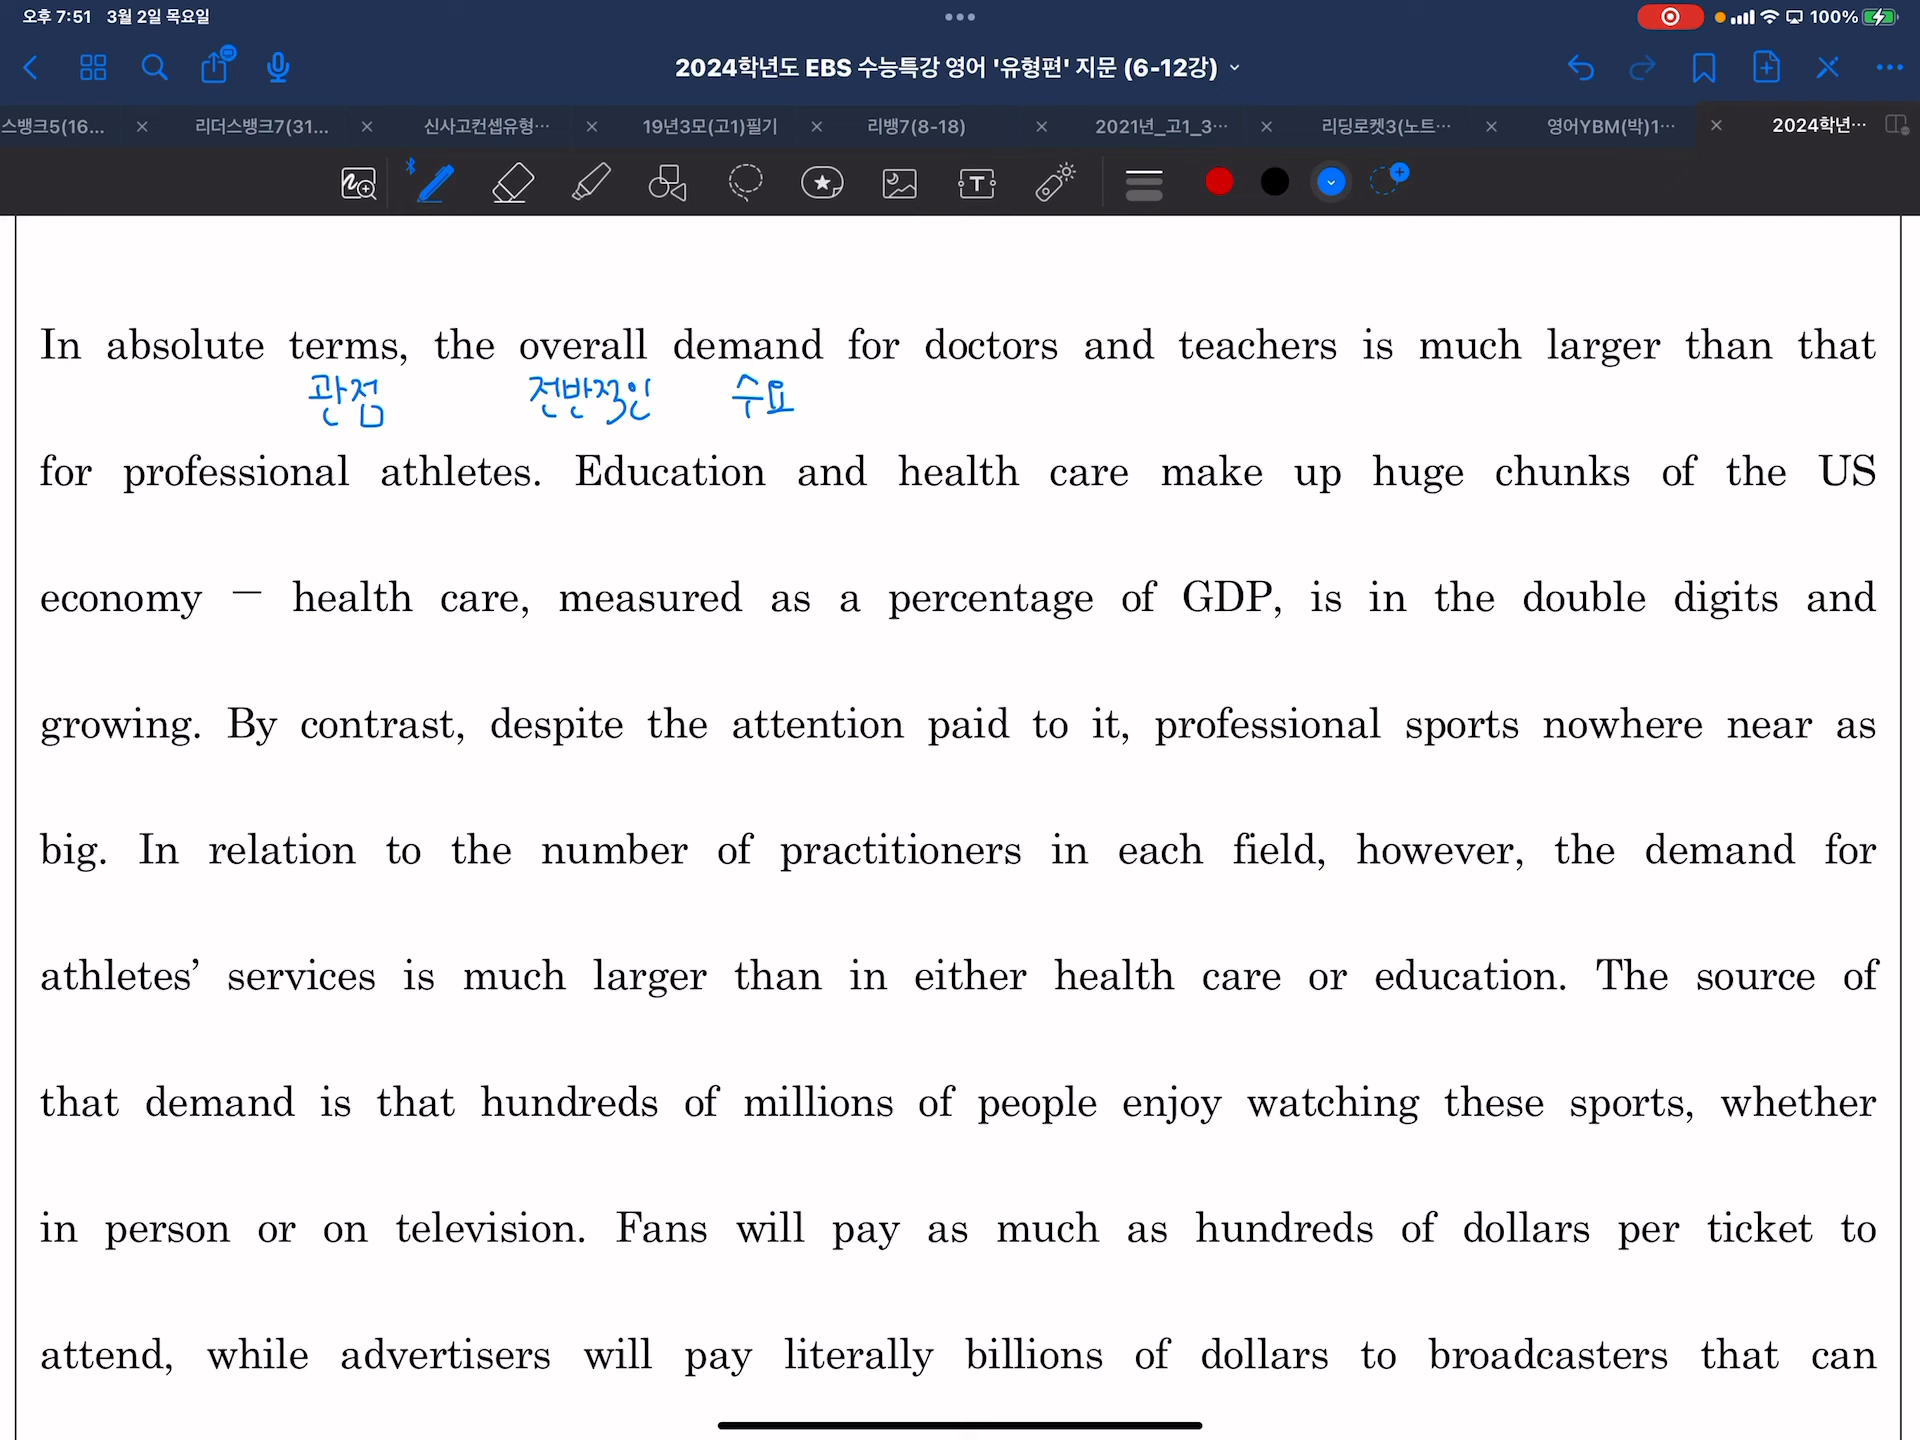 오후 7:51 3월 2일 목요일
100%
2024학년도 EBS 수능특강 영어 '유형편' 지문 (6-12강)
스뱅크5(16... 리더스뱅크7(31... 신사고컨셉유형... 19년3모(고1)필기 리뱅7(8-18) 2021년_고1_3... 리딩로켓3(노트... 영어YBM(박)1... 2024학년...
In absolute terms, the overall demand for doctors and teachers is much larger than that
관점 전반적인 수요
for professional athletes. Education and health care make up huge chunks of the US
economy — health care, measured as a percentage of GDP, is in the double digits and
growing. By contrast, despite the attention paid to it, professional sports nowhere near as
big. In relation to the number of practitioners in each field, however, the demand for
athletes' services is much larger than in either health care or education. The source of
that demand is that hundreds of millions of people enjoy watching these sports, whether
in person or on television. Fans will pay as much as hundreds of dollars per ticket to
attend, while advertisers will pay literally billions of dollars to broadcasters that can